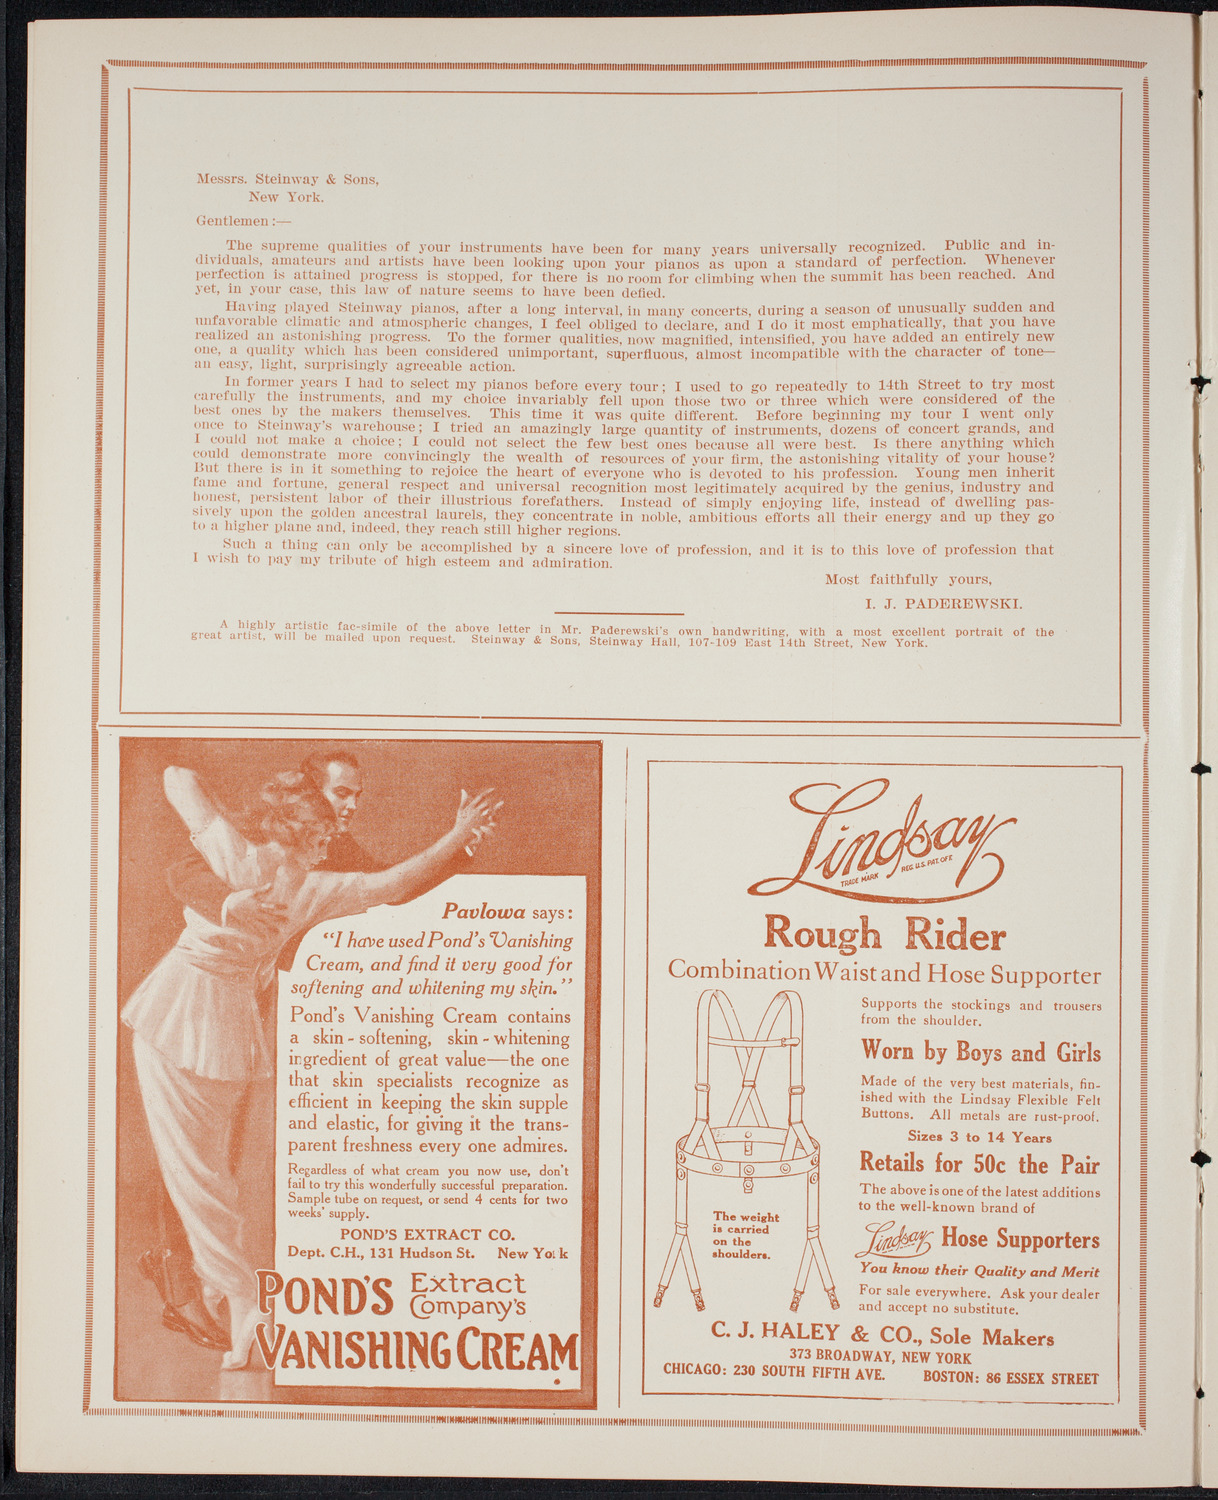 Messrs. Steinway & Sons,
New York.
Gentlemen :—
The supreme qualities of your instruments have been for many years universally recognized. Public and in-
dividuals, amateurs and artists have been looking upon your pianos as upon a standard of perfection. Whenever
perfection is attained progress is stopped, for there is no room for climbing when the summit has been reached. And
yet, in your case, this law of nature seems to have been defied.
Having played Steinway pianos, after a long interval, in many concerts, during a season of unusually sudden and
unfavorable climatic and atmospheric changes, I feel obliged to declare, and I do it most emphatically, that you have
realized an astonishing progress. To the former qualities, now magnified, intensified, you have added an entirely new
one, a quality which has been considered unimportant, superfluous, almost incompatible with the character of tone—
an easy, light, surprisingly agreeable action.
In former years I had to select my pianos before every tour; I used to go repeatedly to 14th Street to try most
carefully the instruments, and my choice invariably fell upon those two or three which were considered of the
best ones by the makers themselves. This time it was quite different. Before beginning my tour I went only
once to Steinway's warehouse; I tried an amazingly large quantity of instruments, dozens of concert grands, and
I could not make a choice; I could not select the few best ones because all were best. Is there anything which
could demonstrate more convincingly the wealth of resources of your firm, the astonishing vitality of your house?
But there is in it something to rejoice the heart of everyone who is devoted to his profession. Young men inherit
fame and fortune, general respect and universal recognition most legitimately acquired by the genius, industry and
honest, persistent labor of their illustrious forefathers. Instead of simply enjoying life, instead of dwelling pas-
sively upon the golden ancestral laurels, they concentrate in noble, ambitious efforts all their energy and up they go
to a higher plane and, indeed, they reach still higher regions.
Such a thing can only be accomplished by a sincere love of profession, and it is to this love of profession that
I wish to pay my tribute of high esteem and admiration.
Most faithfully yours,
I. J. PADEREWSKI.
A highly artistic fac-simile of the above letter in Mr. Paderewski's own handwriting, with a most excellent portrait of the
great artist, will be mailed upon request. Steinway & Sons, Steinway Hall, 107-109 East 14th Street, New York.
Pavlowa says:
"I have used Pond's Vanishing
Cream, and find it very good for
softening and whitening my skin."
Pond's Vanishing Cream contains
a skin-softening, skin-whitening
ingredient of great value—the one
that skin specialists recognize as
efficient in keeping the skin supple
and elastic, for giving it the trans-
parent freshness every one admires.
Regardless of what cream you now use, don't
fail to try this wonderfully successful preparation.
Sample tube on request, or send 4 cents for two
weeks' supply.
POND'S EXTRACT CO.
Dept. C.H., 131 Hudson St. New York
POND'S Extract
Company's
VANISHING CREAM
Lindsay
TRADE MARK REG. U.S. PAT. OFF.
Rough Rider
Combination Waist and Hose Supporter
Supports the stockings and trousers
from the shoulder.
Worn by Boys and Girls
Made of the very best materials, fin-
ished with the Lindsay Flexible Felt
Buttons. All metals are rust-proof.
Sizes 3 to 14 Years
Retails for 50c the Pair
The above is one of the latest additions
to the well-known brand of
Lindsay Hose Supporters
You know their Quality and Merit
For sale everywhere. Ask your dealer
and accept no substitute.
The weight
is carried
on the
shoulders.
C. J. HALEY & CO., Sole Makers
373 BROADWAY, NEW YORK
CHICAGO: 230 SOUTH FIFTH AVE. BOSTON: 86 ESSEX STREET